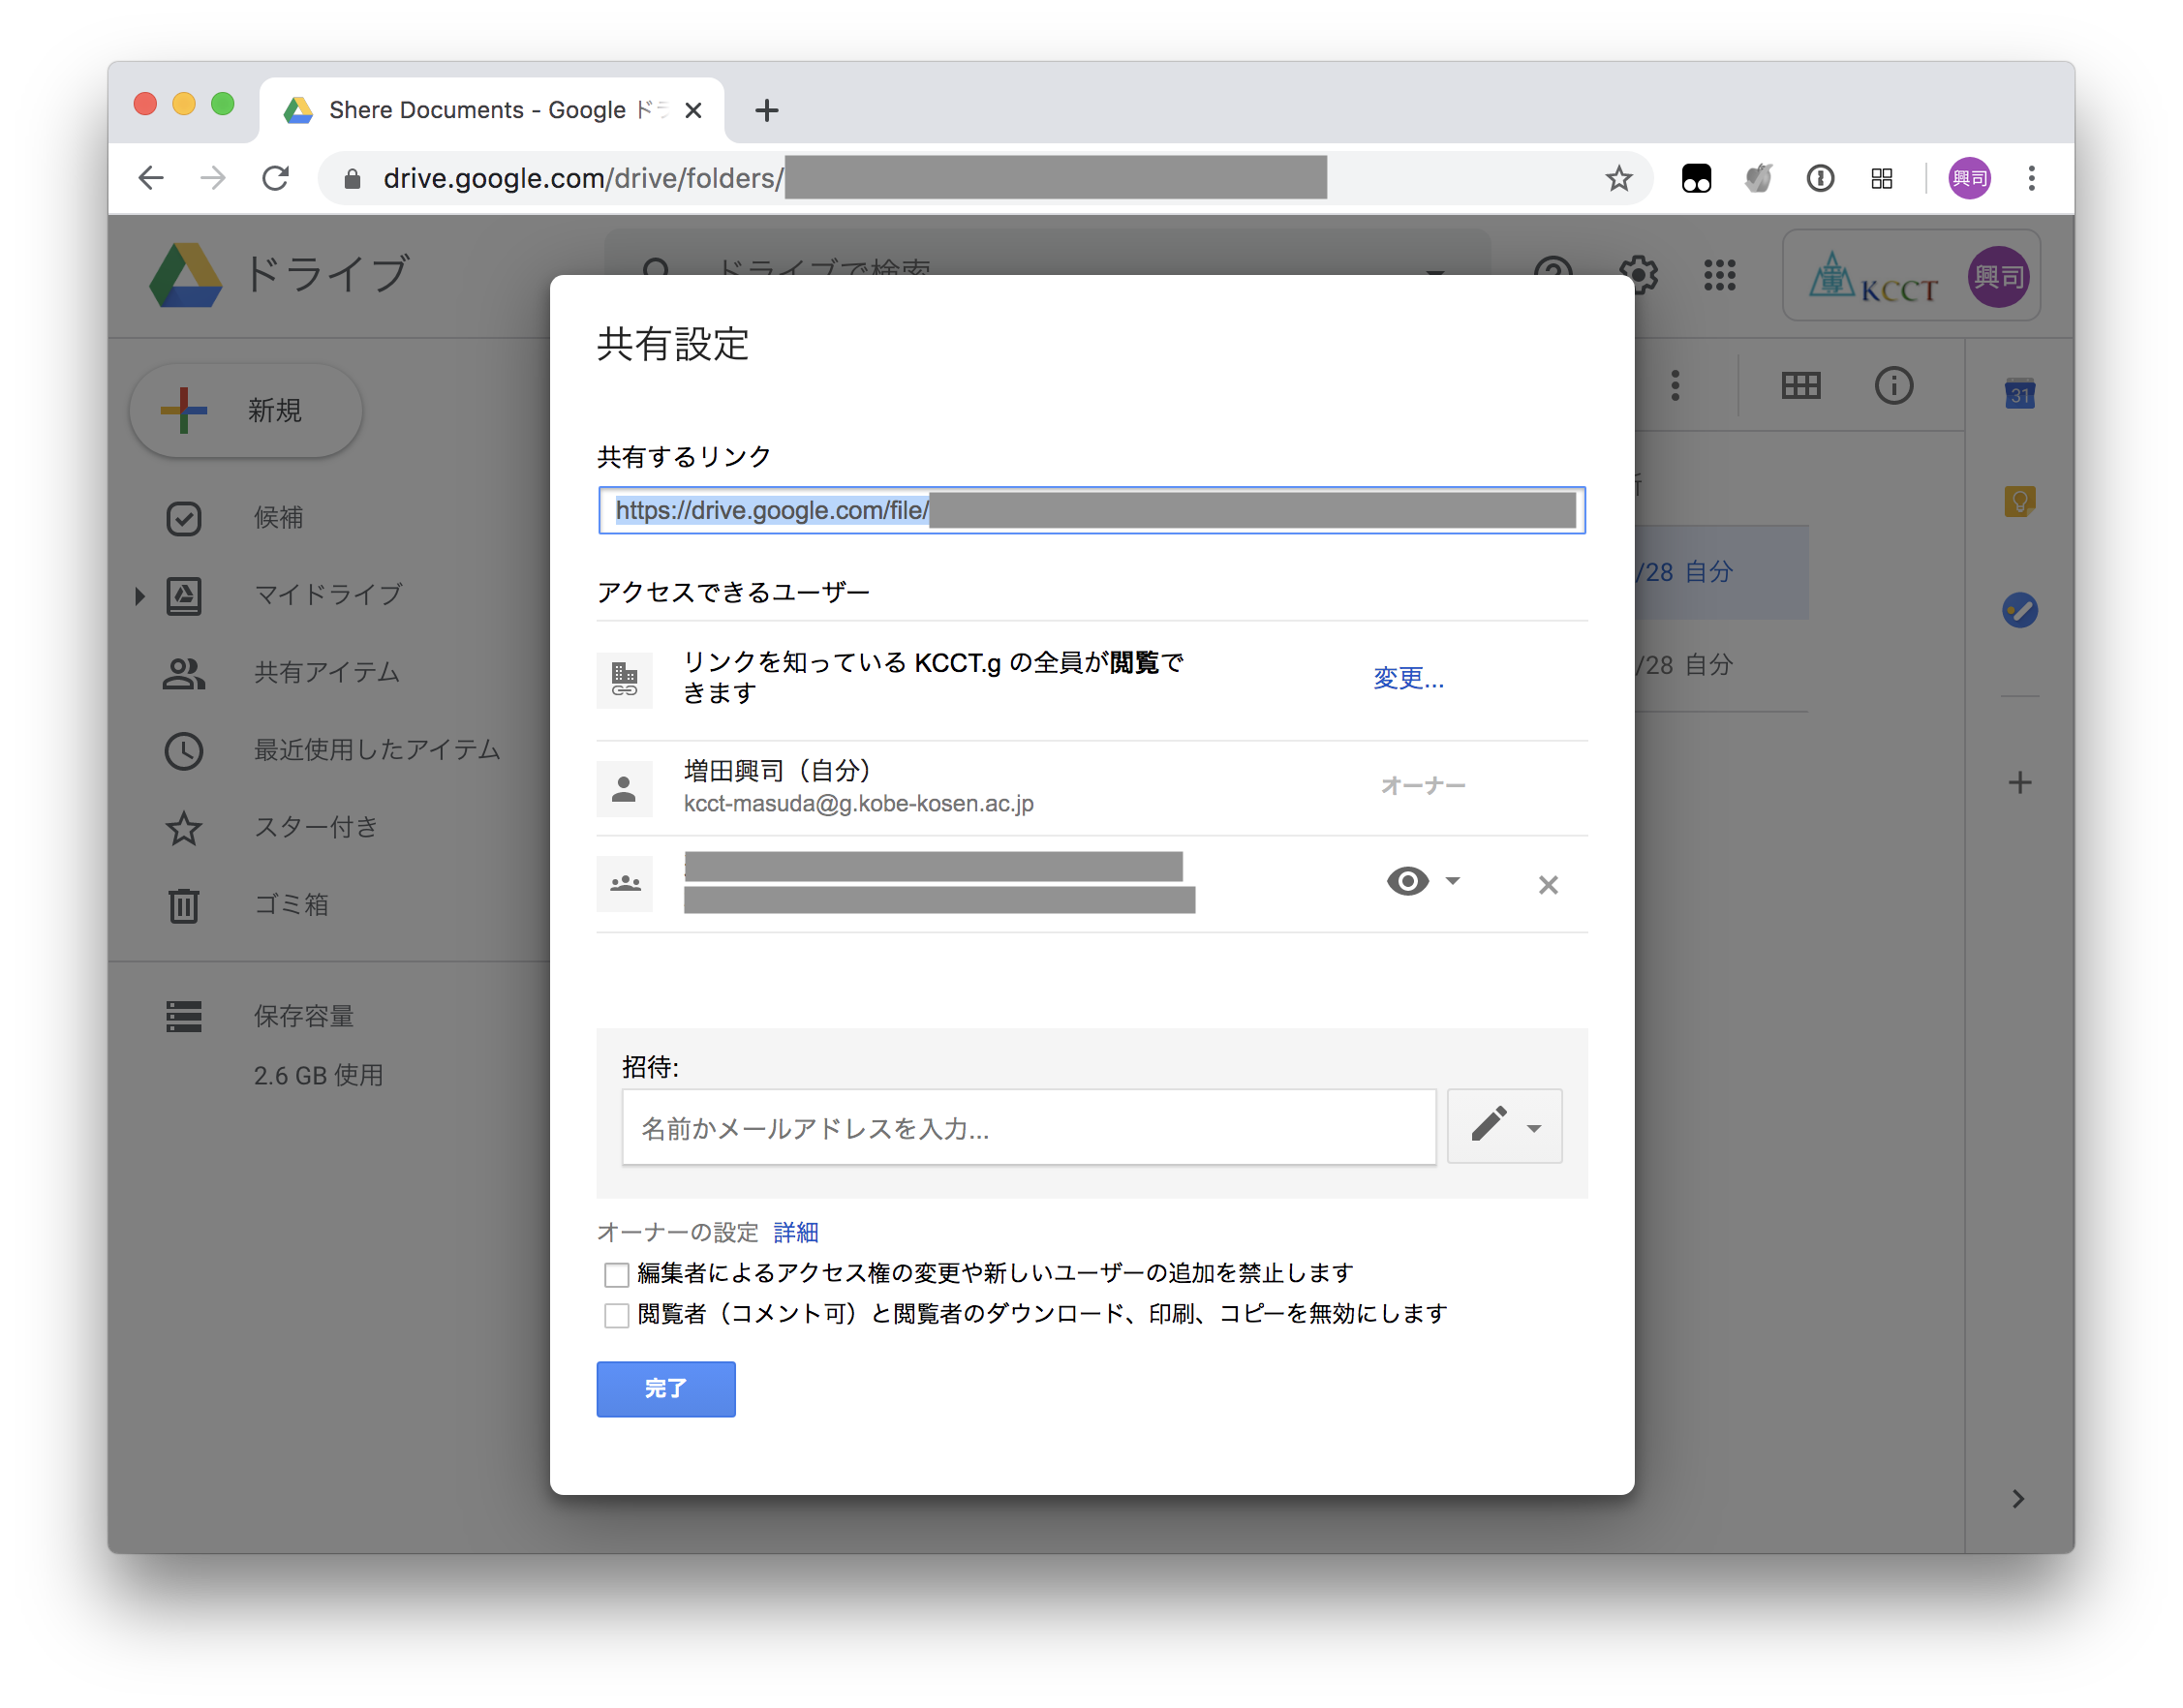 Shere Documents - Google ドラ
drive.google.com/drive/folders/
興司
ドライブ
ドライブで検索
KCCT
興司
新規
候補
マイドライブ
共有アイテム
最近使用したアイテム
スター付き
ゴミ箱
保存容量
2.6 GB 使用
共有設定
共有するリンク
https://drive.google.com/file/
アクセスできるユーザー
リンクを知っている KCCT.g の全員が閲覧で
きます
変更...
増田興司（自分）
オーナー
kcct-masuda@g.kobe-kosen.ac.jp
招待:
名前かメールアドレスを入力...
オーナーの設定 詳細
編集者によるアクセス権の変更や新しいユーザーの追加を禁止します
閲覧者（コメント可）と閲覧者のダウンロード、印刷、コピーを無効にします
完了
/28 自分
/28 自分
31